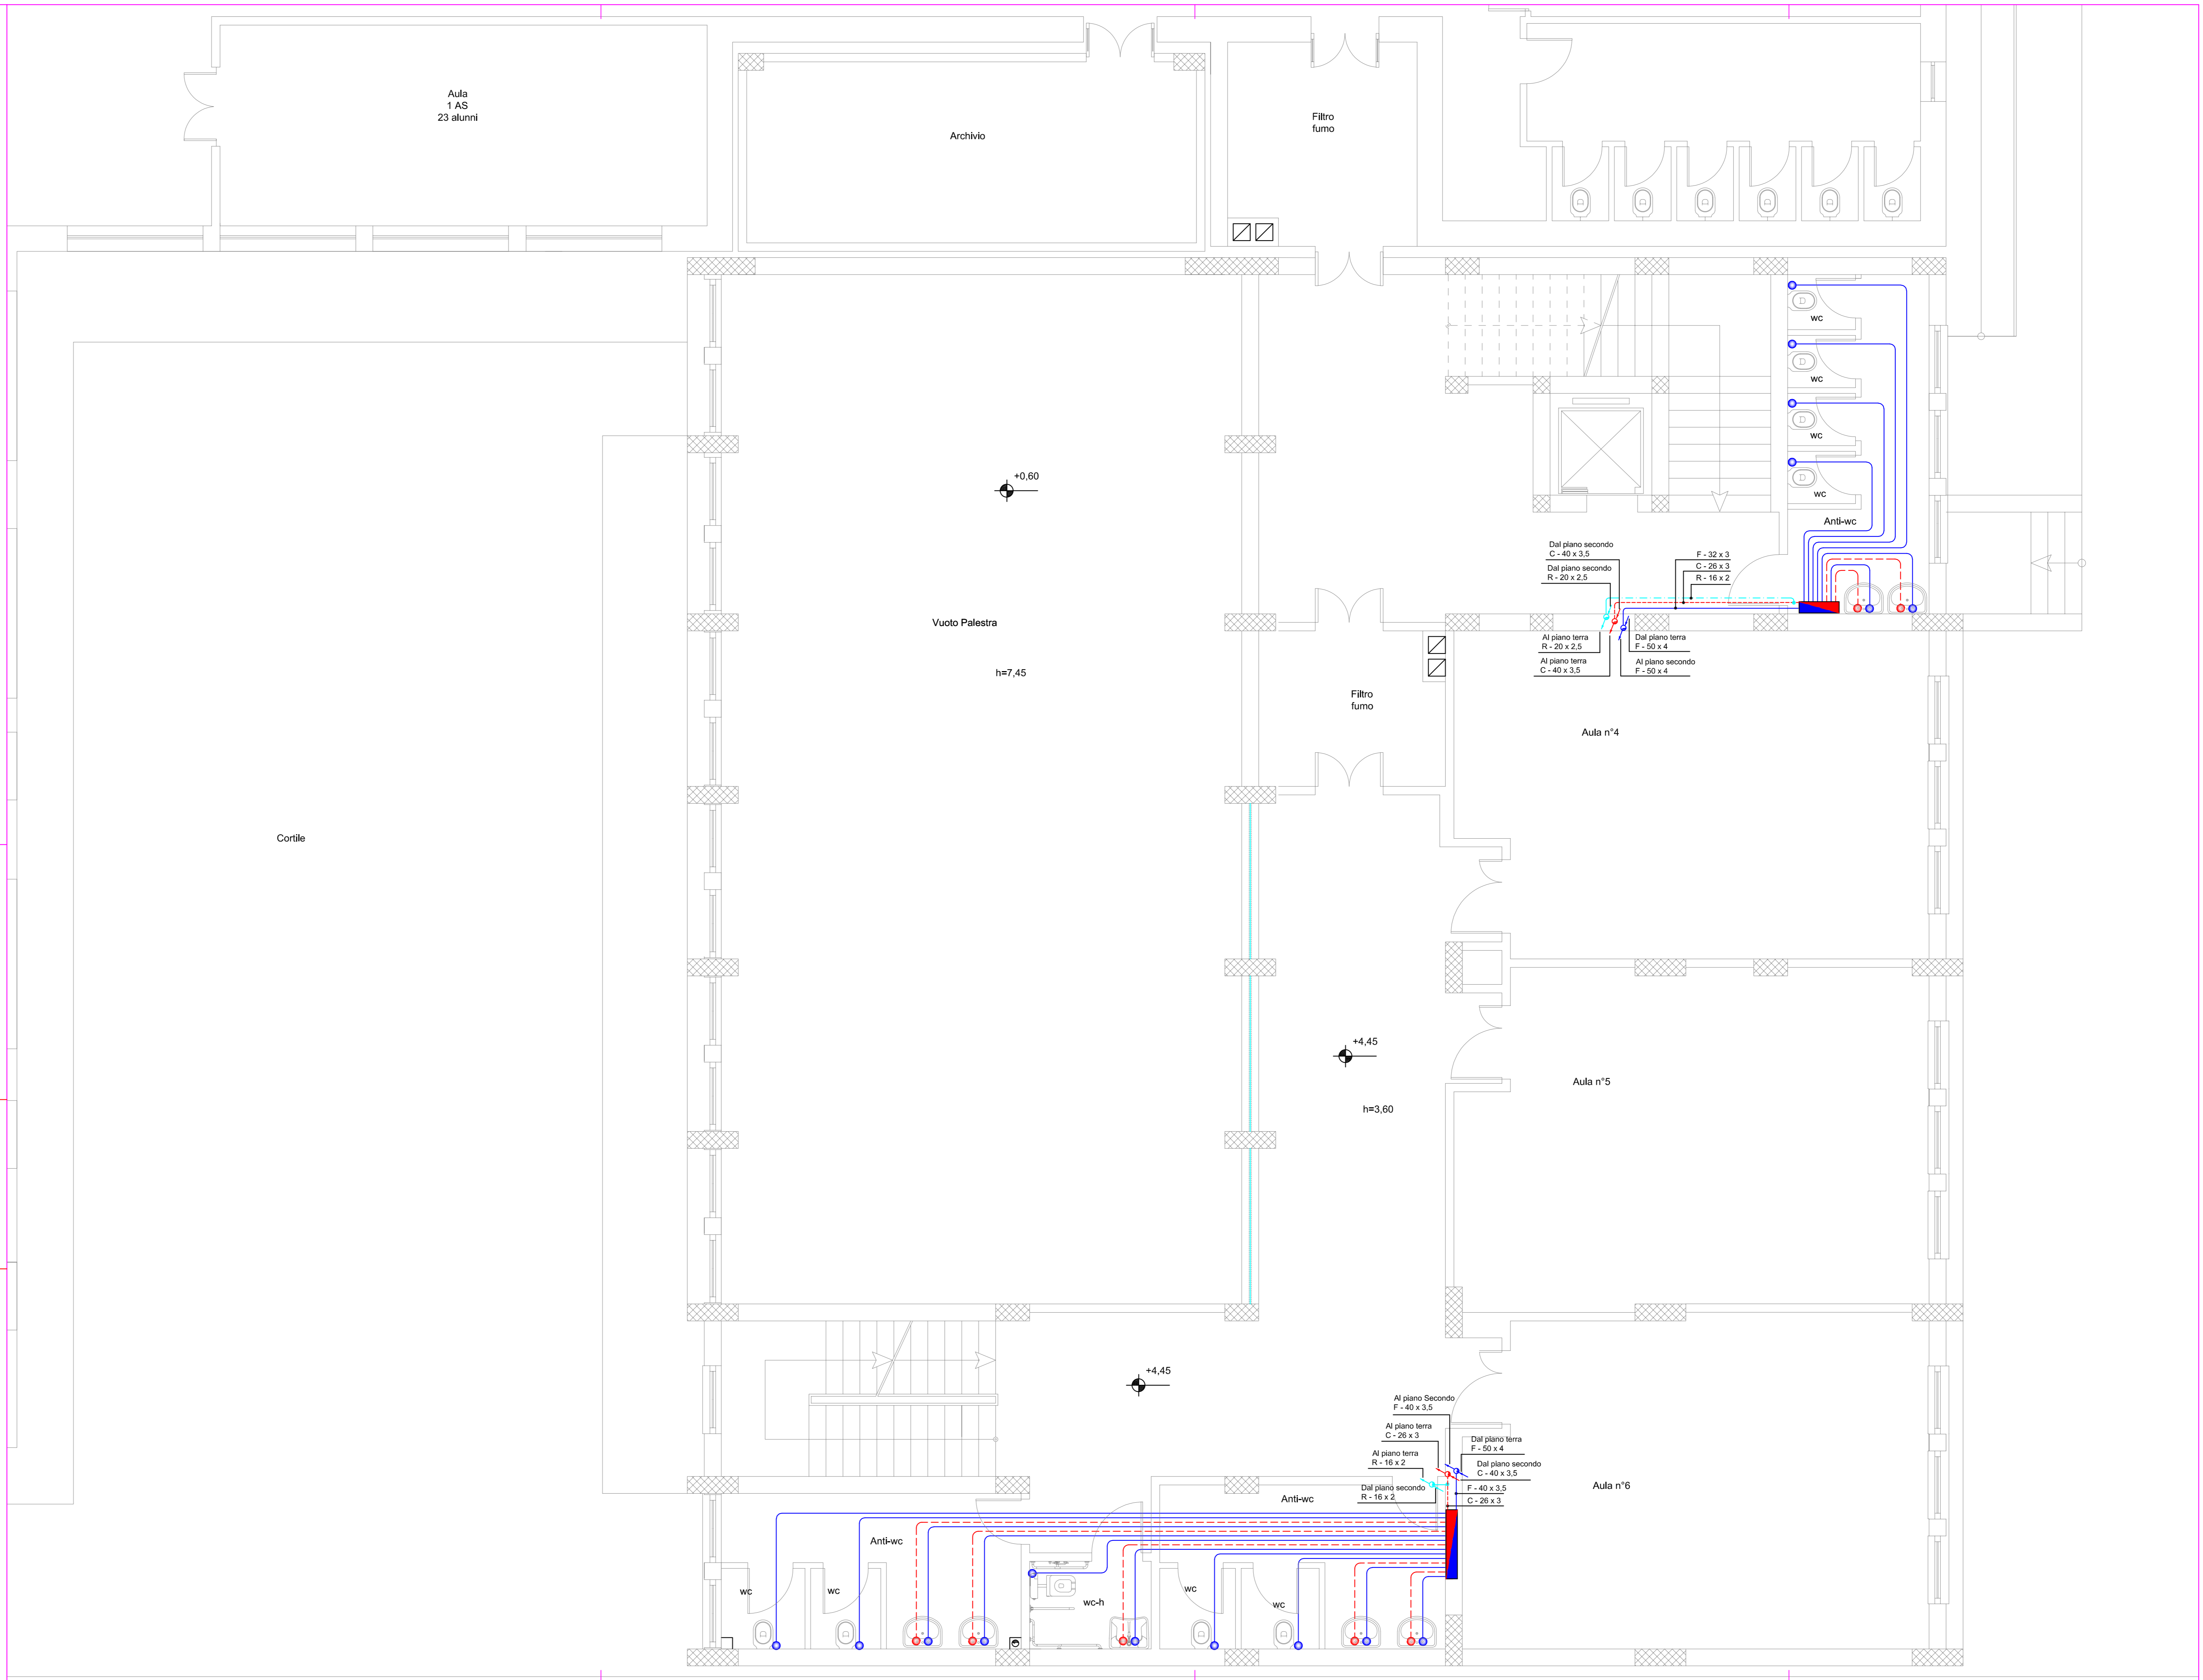 Aula
1 AS
23 alunni
Archivio
Filtro
fumo
wc
wc
wc
wc
Anti-wc
+0,60
Vuoto Palestra
h=7,45
Dal piano secondo
C - 40 x 3,5
Dal piano secondo
R - 20 x 2,5
F - 32 x 3
C - 26 x 3
R - 16 x 2
Al piano terra
R - 20 x 2,5
Al piano terra
C - 40 x 3,5
Dal piano terra
F - 50 x 4
Al piano secondo
F - 50 x 4
Filtro
fumo
Aula n°4
Cortile
+4,45
h=3,60
Aula n°5
+4,45
Al piano Secondo
F - 40 x 3,5
Al piano terra
C - 26 x 3
Al piano terra
R - 16 x 2
Dal piano secondo
R - 16 x 2
Dal piano terra
F - 50 x 4
Dal piano secondo
C - 40 x 3,5
F - 40 x 3,5
C - 26 x 3
Aula n°6
Anti-wc
Anti-wc
wc
wc
wc-h
wc
wc